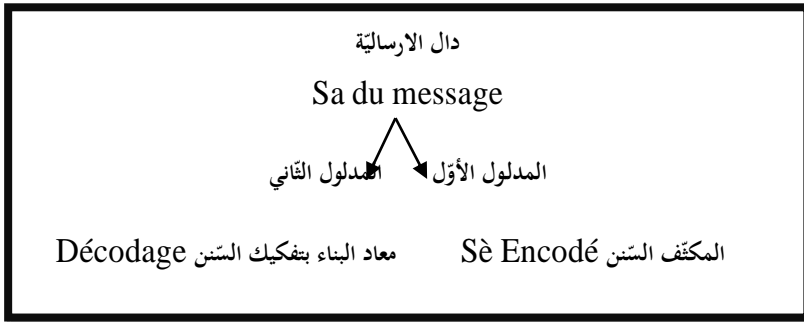 دال الارساليّة
Sa du message
المدلول الأوّل المدلول الثّاني
المكثّف السّنن Sè Encodé معاد البناء بتفكيك السّنن Décodage